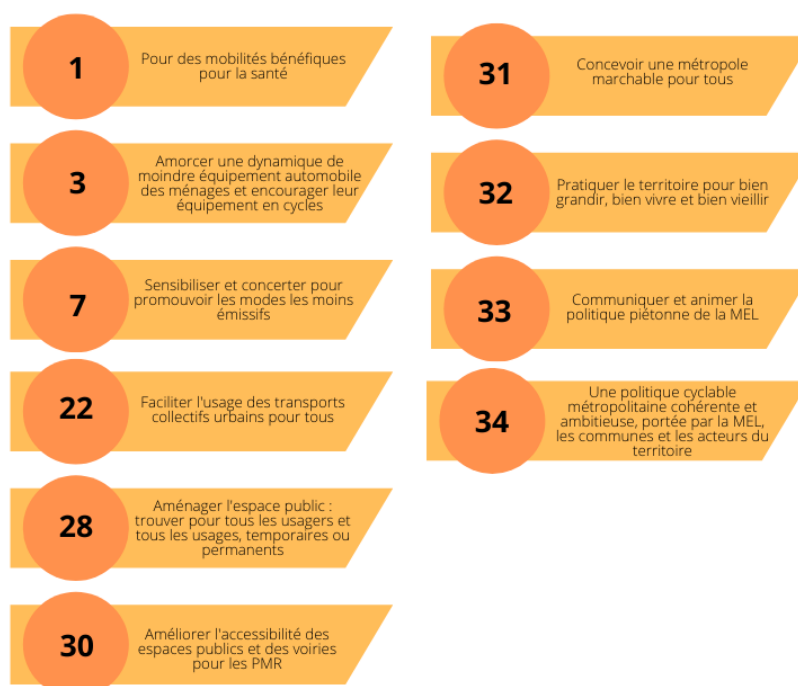 1
Pour des mobilités bénéfiques
pour la santé
3
Amorcer une dynamique de
moindre équipement automobile
des ménages et encourager leur
équipement en cycles
7
Sensibiliser et concerter pour
promouvoir les modes les moins
émissifs
22
Faciliter l'usage des transports
collectifs urbains pour tous
28
Aménager l'espace public :
trouver pour tous les usagers et
tous les usages, temporaires ou
permanents
30
Améliorer l'accessibilité des
espaces publics et des voiries
pour les PMR
31
Concevoir une métropole
marchable pour tous
32
Pratiquer le territoire pour bien
grandir, bien vivre et bien vieillir
33
Communiquer et animer la
politique piétonne de la MEL
34
Une politique cyclable
métropolitaine cohérente et
ambitieuse, portée par la MEL,
les communes et les acteurs du
territoire